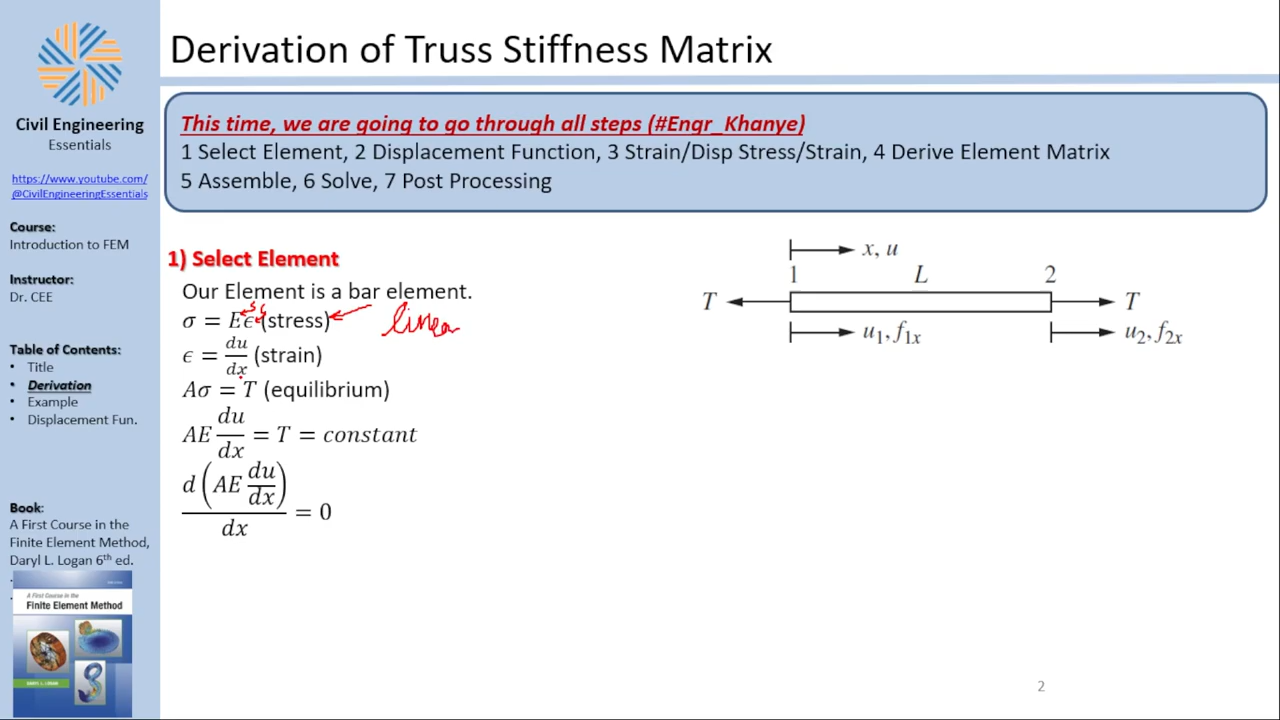 Derivation of Truss Stiffness Matrix
Civil Engineering
Essentials
https://www.youtube.com/
@CivilEngineeringEssentials
Course:
Introduction to FEM
Instructor:
Dr. CEE
Table of Contents:
• Title
• Derivation
• Example
• Displacement Fun.
Book:
A First Course in the
Finite Element Method,
Daryl L. Logan 6th ed.
A First Course in the
Finite Element Method
DARYL L. LOGAN
This time, we are going to go through all steps (#Engr_Khanye)
1 Select Element, 2 Displacement Function, 3 Strain/Disp Stress/Strain, 4 Derive Element Matrix
5 Assemble, 6 Solve, 7 Post Processing
1) Select Element
Our Element is a bar element.
σ = Eϵ (stress) linear
ϵ = du/dx (strain)
Aσ = T (equilibrium)
AE du/dx = T = constant
d(AE du/dx)/dx = 0
x, u
1 L 2
T T
u₁, f₁ₓ u₂, f₂ₓ
2